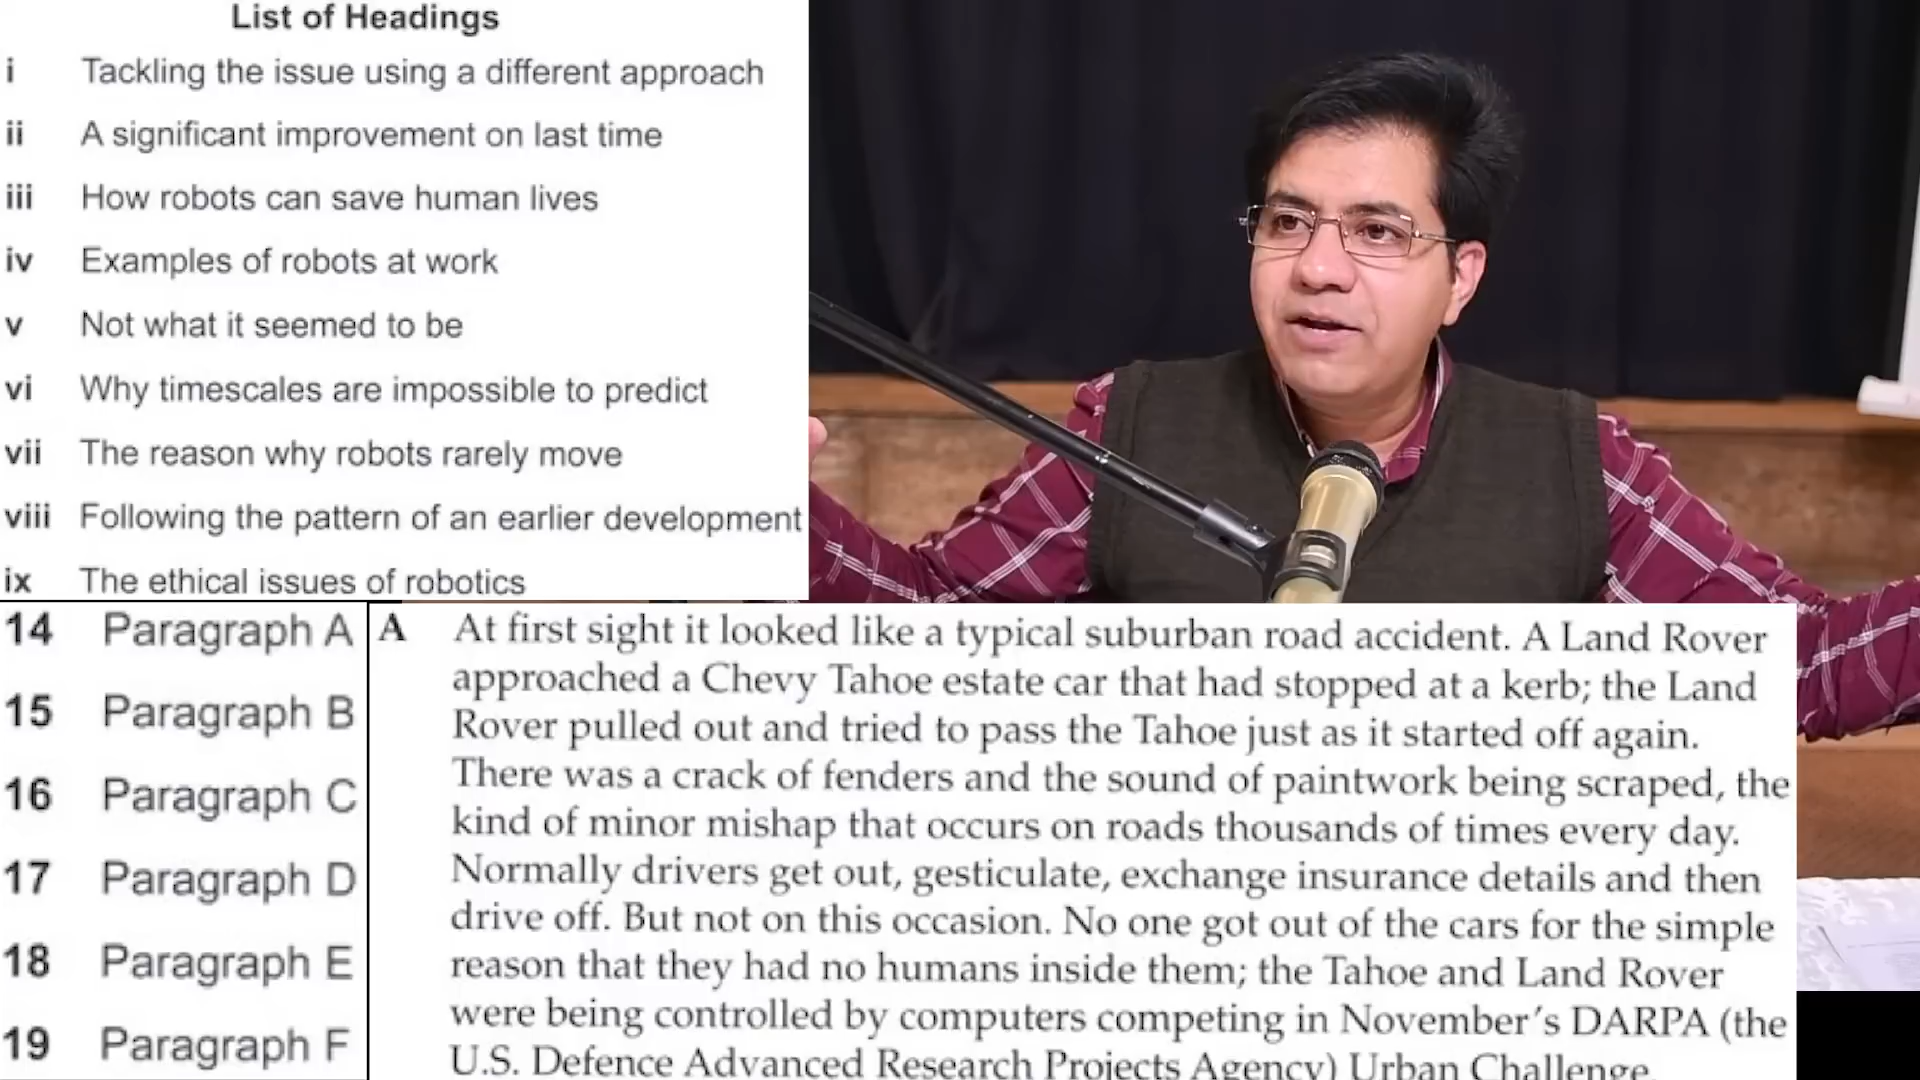 List of Headings
i Tackling the issue using a different approach
ii A significant improvement on last time
iii How robots can save human lives
iv Examples of robots at work
v Not what it seemed to be
vi Why timescales are impossible to predict
vii The reason why robots rarely move
viii Following the pattern of an earlier development
ix The ethical issues of robotics
14 Paragraph A
15 Paragraph B
16 Paragraph C
17 Paragraph D
18 Paragraph E
19 Paragraph F
A At first sight it looked like a typical suburban road accident. A Land Rover
approached a Chevy Tahoe estate car that had stopped at a kerb; the Land
Rover pulled out and tried to pass the Tahoe just as it started off again.
There was a crack of fenders and the sound of paintwork being scraped, the
kind of minor mishap that occurs on roads thousands of times every day.
Normally drivers get out, gesticulate, exchange insurance details and then
drive off. But not on this occasion. No one got out of the cars for the simple
reason that they had no humans inside them; the Tahoe and Land Rover
were being controlled by computers competing in November's DARPA (the
U.S. Defence Advanced Research Projects Agency) Urban Challenge.